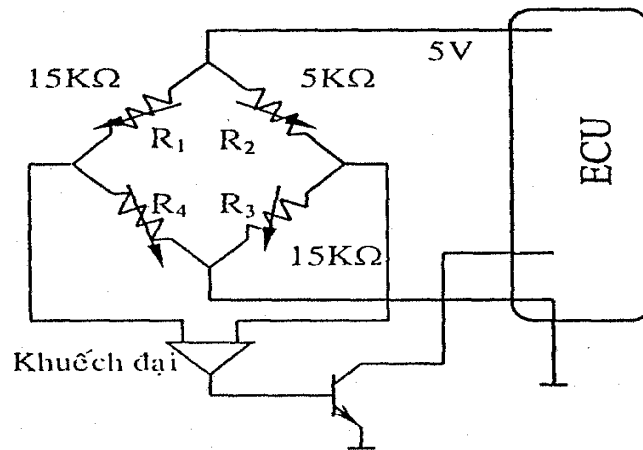 5V
15KΩ
5KΩ
R₁
R₂
ECU
R₄
R₃
15KΩ
Khuếch đại